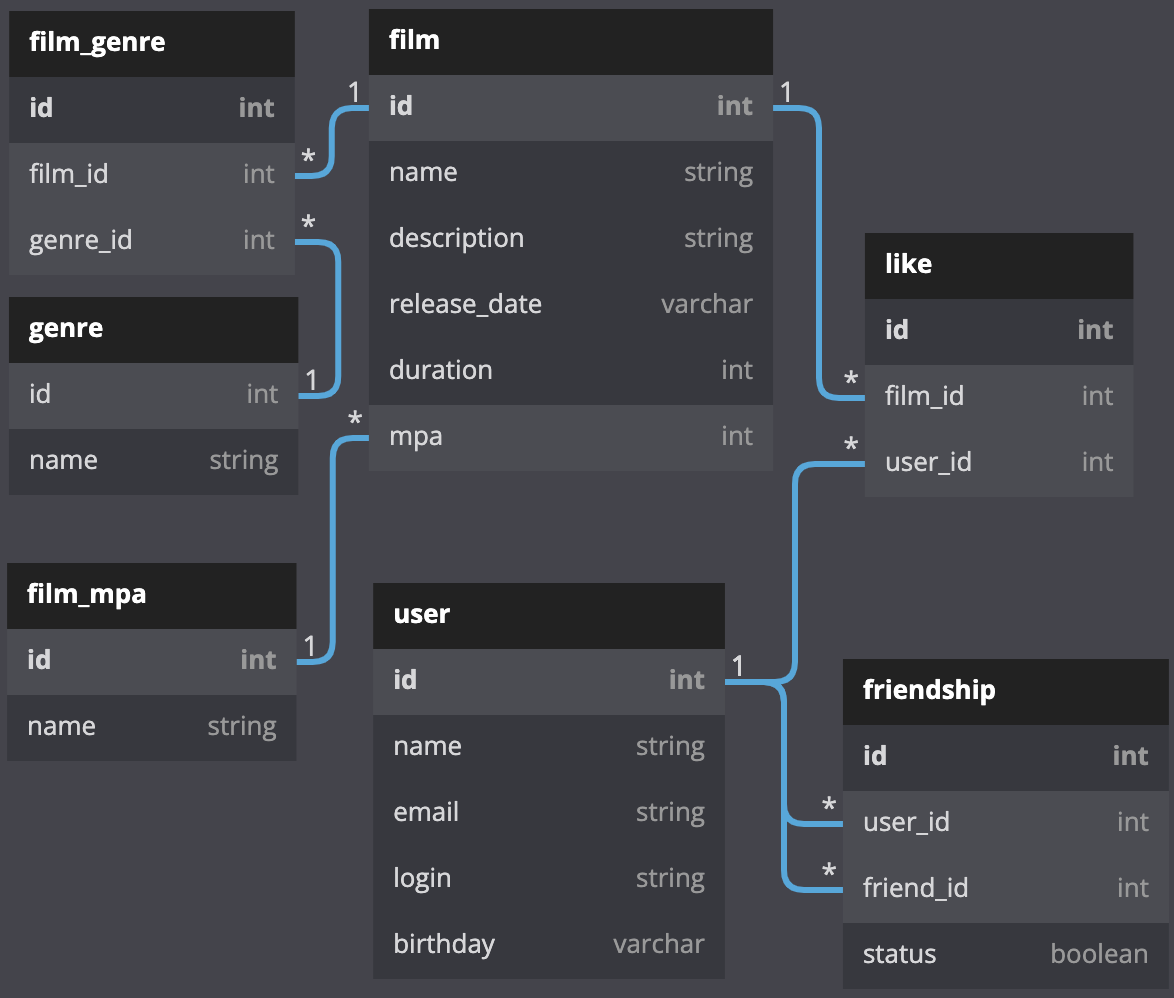 film_genre
id int
film_id int
genre_id int
genre
id int
name string
film_mpa
id int
name string
film
id int
name string
description string
release_date varchar
duration int
mpa int
user
id int
name string
email string
login string
birthday varchar
like
id int
film_id int
user_id int
friendship
id int
user_id int
friend_id int
status boolean
1
*
*
1
*
1
1
*
*
1
*
*